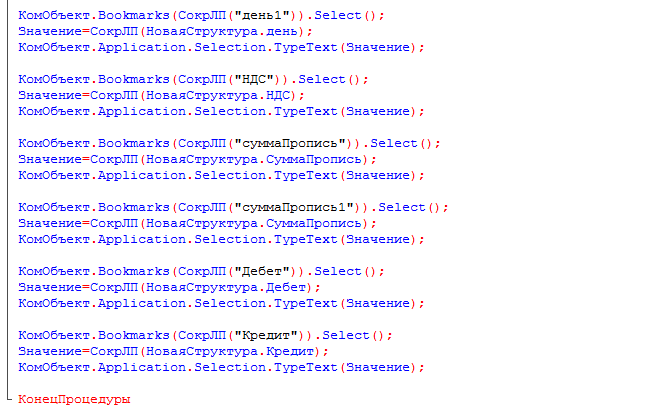 КомОбъект.Bookmarks(СокрЛП("день1")).Select();
Значение=СокрЛП(НоваяСтруктура.день);
КомОбъект.Application.Selection.TypeText(Значение);
КомОбъект.Bookmarks(СокрЛП("НДС")).Select();
Значение=СокрЛП(НоваяСтруктура.НДС);
КомОбъект.Application.Selection.TypeText(Значение);
КомОбъект.Bookmarks(СокрЛП("суммаПропись")).Select();
Значение=СокрЛП(НоваяСтруктура.СуммаПропись);
КомОбъект.Application.Selection.TypeText(Значение);
КомОбъект.Bookmarks(СокрЛП("суммаПропись1")).Select();
Значение=СокрЛП(НоваяСтруктура.СуммаПропись);
КомОбъект.Application.Selection.TypeText(Значение);
КомОбъект.Bookmarks(СокрЛП("Дебет")).Select();
Значение=СокрЛП(НоваяСтруктура.Дебет);
КомОбъект.Application.Selection.TypeText(Значение);
КомОбъект.Bookmarks(СокрЛП("Кредит")).Select();
Значение=СокрЛП(НоваяСтруктура.Кредит);
КомОбъект.Application.Selection.TypeText(Значение);
КонецПроцедуры